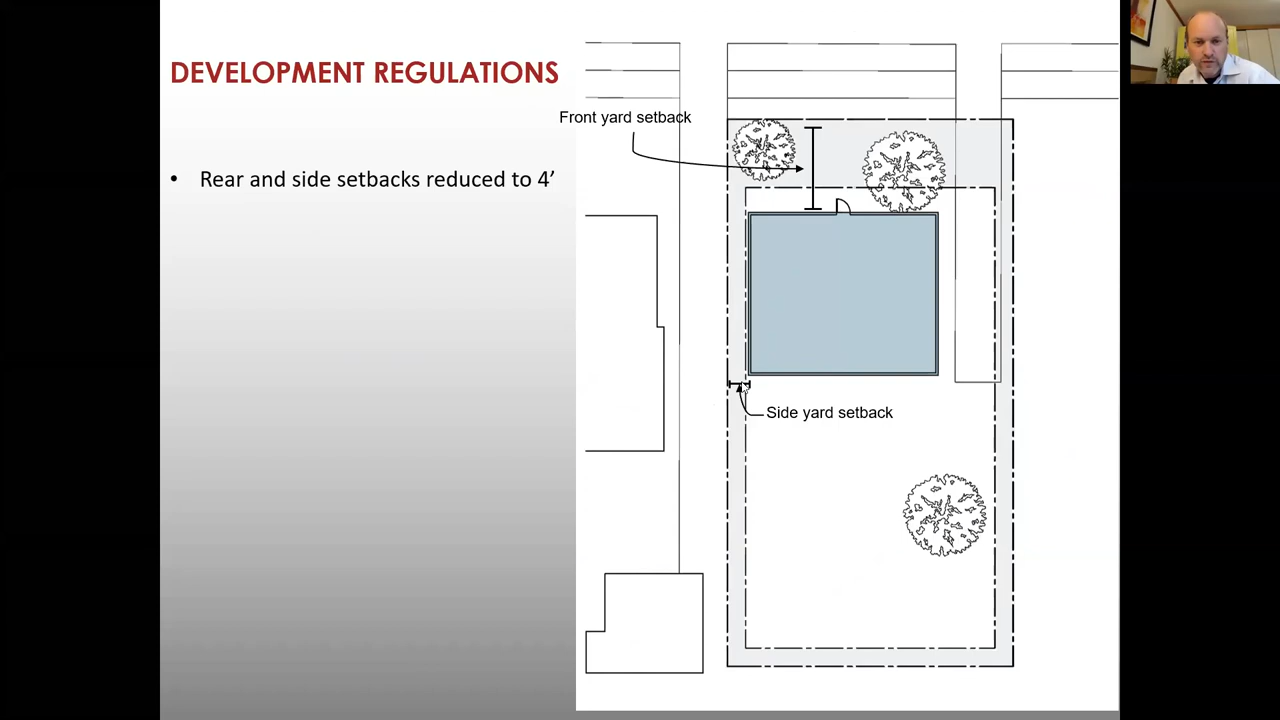 DEVELOPMENT REGULATIONS
Front yard setback
• Rear and side setbacks reduced to 4’
Side yard setback